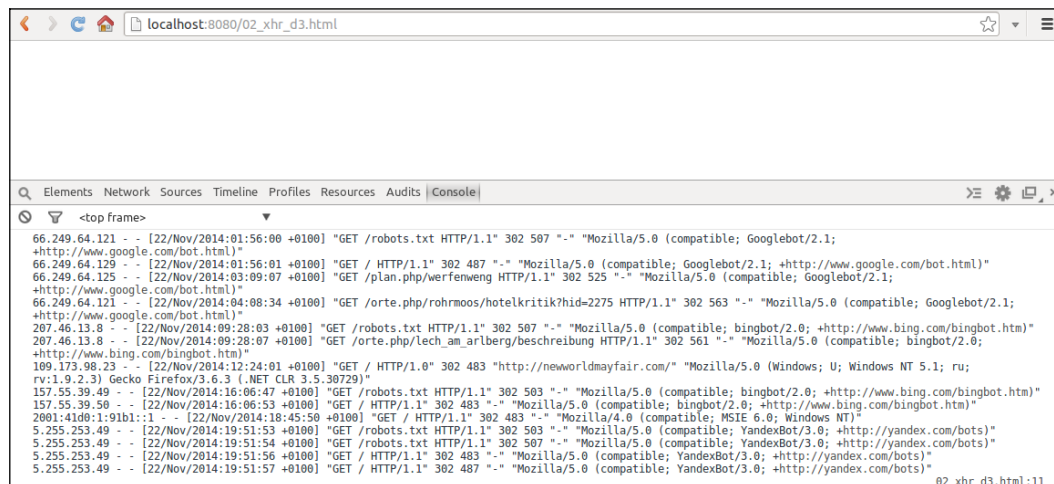 localhost:8080/02_xhr_d3.html
Elements Network Sources Timeline Profiles Resources Audits Console
<top frame>
66.249.64.121 - - [22/Nov/2014:01:56:00 +0100] "GET /robots.txt HTTP/1.1" 302 507 "-" "Mozilla/5.0 (compatible; Googlebot/2.1;
+http://www.google.com/bot.html)"
66.249.64.129 - - [22/Nov/2014:01:56:01 +0100] "GET / HTTP/1.1" 302 487 "-" "Mozilla/5.0 (compatible; Googlebot/2.1; +http://www.google.com/bot.html)"
66.249.64.125 - - [22/Nov/2014:03:09:07 +0100] "GET /plan.php/werfenweng HTTP/1.1" 302 525 "-" "Mozilla/5.0 (compatible; Googlebot/2.1;
+http://www.google.com/bot.html)"
66.249.64.121 - - [22/Nov/2014:04:08:34 +0100] "GET /orte.php/rohrmoos/hotelkritik?hid=2275 HTTP/1.1" 302 563 "-" "Mozilla/5.0 (compatible; Googlebot/2.1;
+http://www.google.com/bot.html)"
207.46.13.8 - - [22/Nov/2014:09:28:03 +0100] "GET /robots.txt HTTP/1.1" 302 507 "-" "Mozilla/5.0 (compatible; bingbot/2.0; +http://www.bing.com/bingbot.htm)"
207.46.13.8 - - [22/Nov/2014:09:28:07 +0100] "GET /orte.php/lech_am_arlberg/beschreibung HTTP/1.1" 302 561 "-" "Mozilla/5.0 (compatible; bingbot/2.0;
+http://www.bing.com/bingbot.htm)"
109.173.98.23 - - [22/Nov/2014:12:24:01 +0100] "GET / HTTP/1.0" 302 483 "http://newworldmayfair.com/" "Mozilla/5.0 (Windows; U; Windows NT 5.1; ru;
rv:1.9.2.3) Gecko Firefox/3.6.3 (.NET CLR 3.5.30729)"
157.55.39.49 - - [22/Nov/2014:16:06:47 +0100] "GET /robots.txt HTTP/1.1" 302 503 "-" "Mozilla/5.0 (compatible; bingbot/2.0; +http://www.bing.com/bingbot.htm)"
157.55.39.50 - - [22/Nov/2014:16:06:53 +0100] "GET / HTTP/1.1" 302 483 "-" "Mozilla/5.0 (compatible; bingbot/2.0; +http://www.bing.com/bingbot.htm)"
2001:41d0:1:91b1::1 - - [22/Nov/2014:18:45:50 +0100]  "GET / HTTP/1.1" 302 483 "-" "Mozilla/4.0 (compatible; MSIE 6.0; Windows NT)"
5.255.253.49 - - [22/Nov/2014:19:51:53 +0100] "GET /robots.txt HTTP/1.1" 302 503 "-" "Mozilla/5.0 (compatible; YandexBot/3.0; +http://yandex.com/bots)"
5.255.253.49 - - [22/Nov/2014:19:51:54 +0100] "GET /robots.txt HTTP/1.1" 302 507 "-" "Mozilla/5.0 (compatible; YandexBot/3.0; +http://yandex.com/bots)"
5.255.253.49 - - [22/Nov/2014:19:51:56 +0100] "GET / HTTP/1.1" 302 483 "-" "Mozilla/5.0 (compatible; YandexBot/3.0; +http://yandex.com/bots)"
5.255.253.49 - - [22/Nov/2014:19:51:57 +0100] "GET / HTTP/1.1" 302 487 "-" "Mozilla/5.0 (compatible; YandexBot/3.0; +http://yandex.com/bots)"
02_xhr_d3.html:11